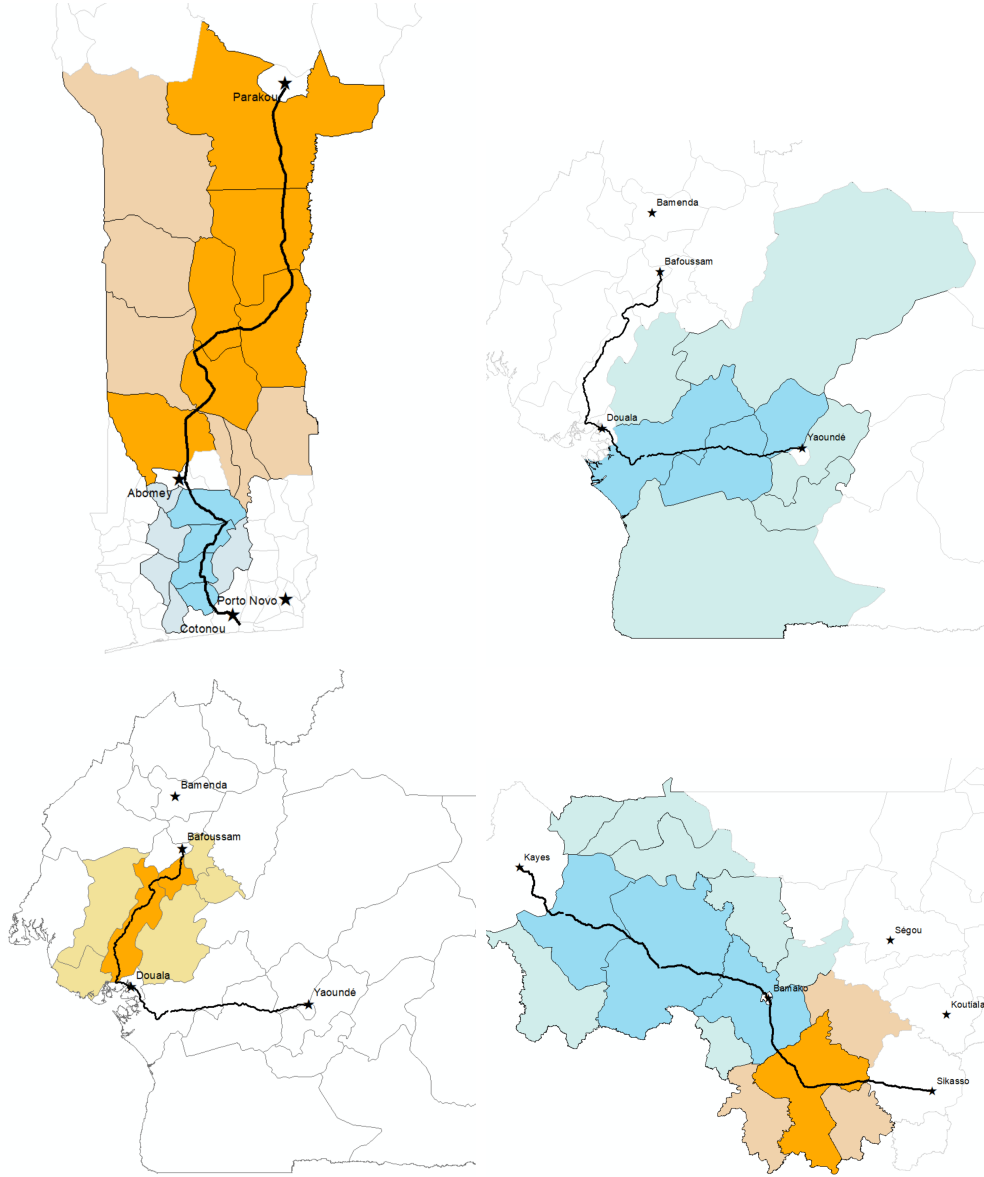 Parakou
Abomey
Porto Novo
Cotonou
Bamenda
Bafoussam
Douala
Yaoundé
Bamenda
Bafoussam
Douala
Yaoundé
Kayes
Ségou
Bamako
Koutiala
Sikasso